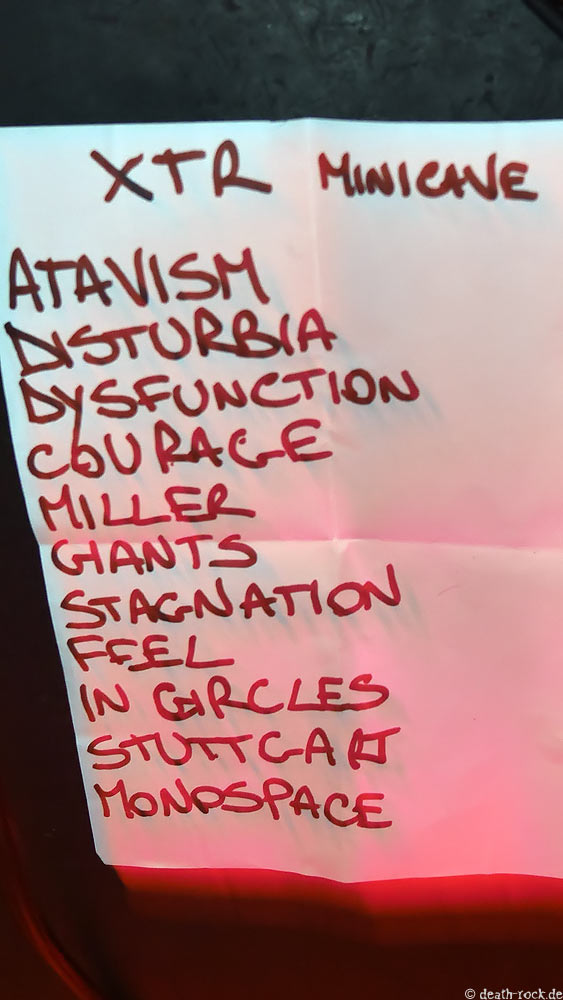 XTR MINICAVE
ATAVISM
DISTURBIA
DYSFUNCTION
COURAGE
MILLER
GIANTS
STAGNATION
FEEL
IN CIRCLES
STUTTGART
MONOSPACE
© death-rock.de